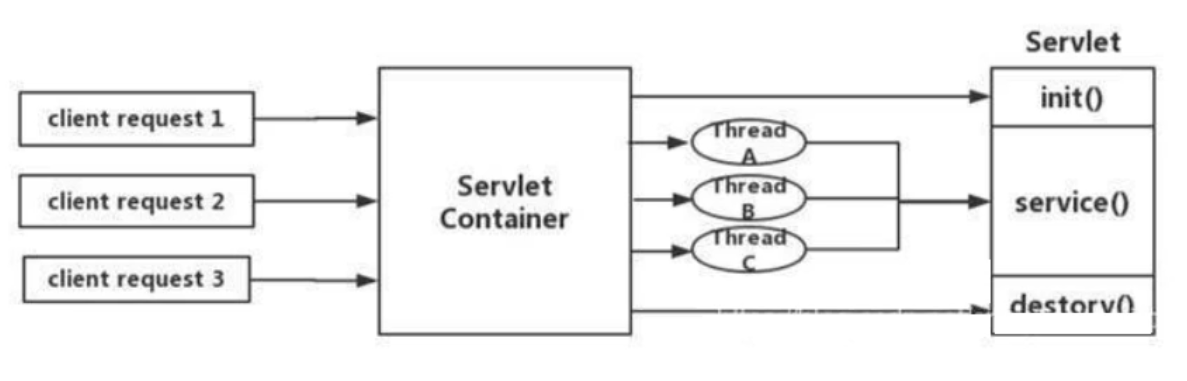 Servlet
client request 1
init()
Thread
A
client request 2
Servlet
Container
Thread
B
service()
Thread
C
client request 3
destory()